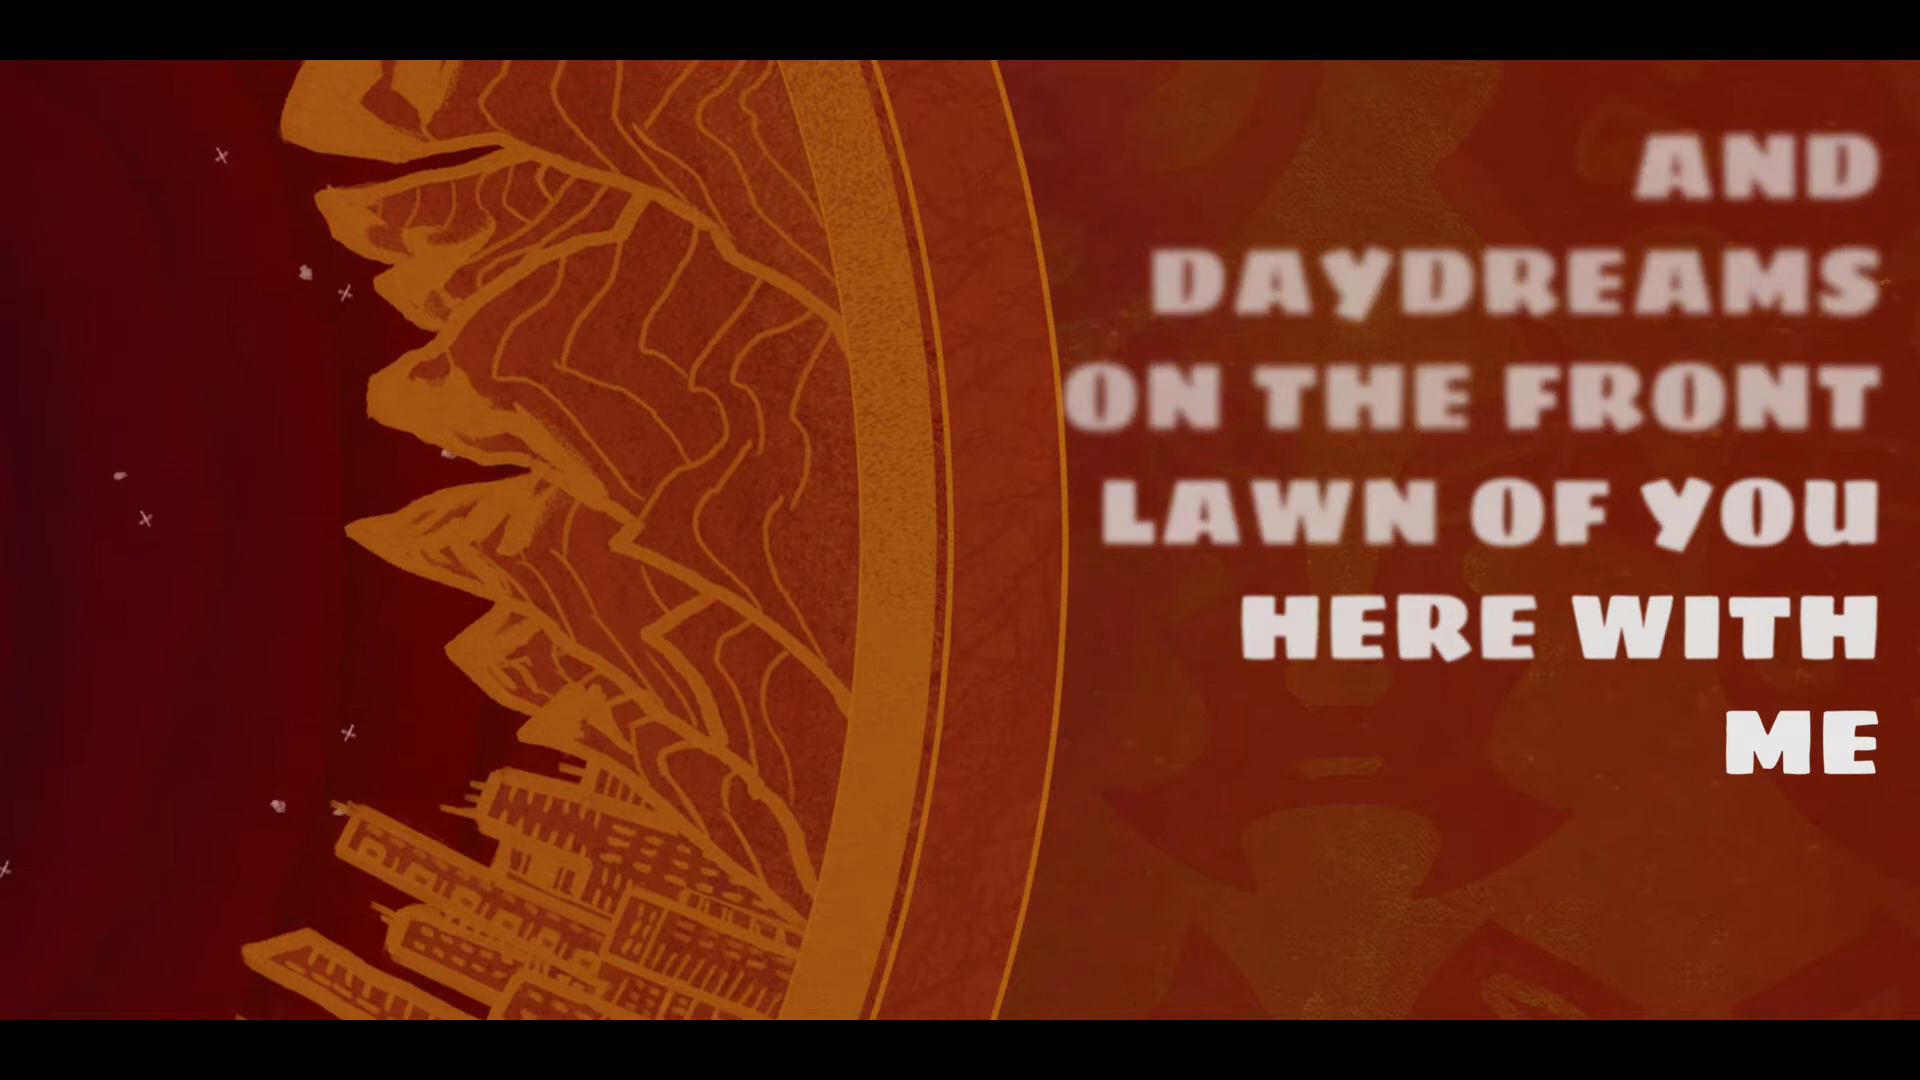 AND
DAYDREAMS
ON THE FRONT
LAWN OF YOU
HERE WITH
ME